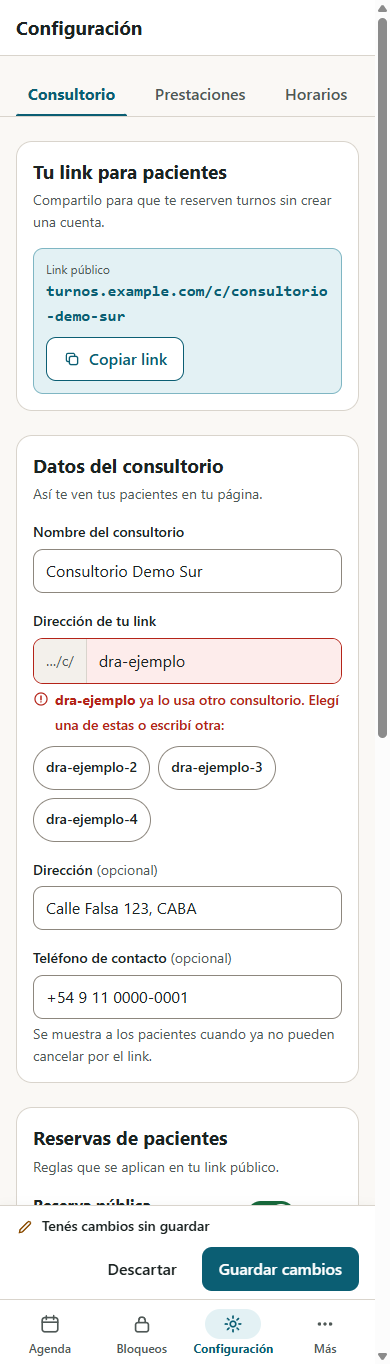 Configuración
Consultorio Prestaciones Horarios
Tu link para pacientes
Compartilo para que te reserven turnos sin crear
una cuenta.
Link público
turnos.example.com/c/consultorio
-demo-sur
Copiar link
Datos del consultorio
Así te ven tus pacientes en tu página.
Nombre del consultorio
Consultorio Demo Sur
Dirección de tu link
.../c/ dra-ejemplo
dra-ejemplo ya lo usa otro consultorio. Elegí
una de estas o escribí otra:
dra-ejemplo-2 dra-ejemplo-3
dra-ejemplo-4
Dirección (opcional)
Calle Falsa 123, CABA
Teléfono de contacto (opcional)
+54 9 11 0000-0001
Se muestra a los pacientes cuando ya no pueden
cancelar por el link.
Reservas de pacientes
Reglas que se aplican en tu link público.
Reserva pública
Tenés cambios sin guardar
Descartar Guardar cambios
Agenda Bloqueos Configuración Más